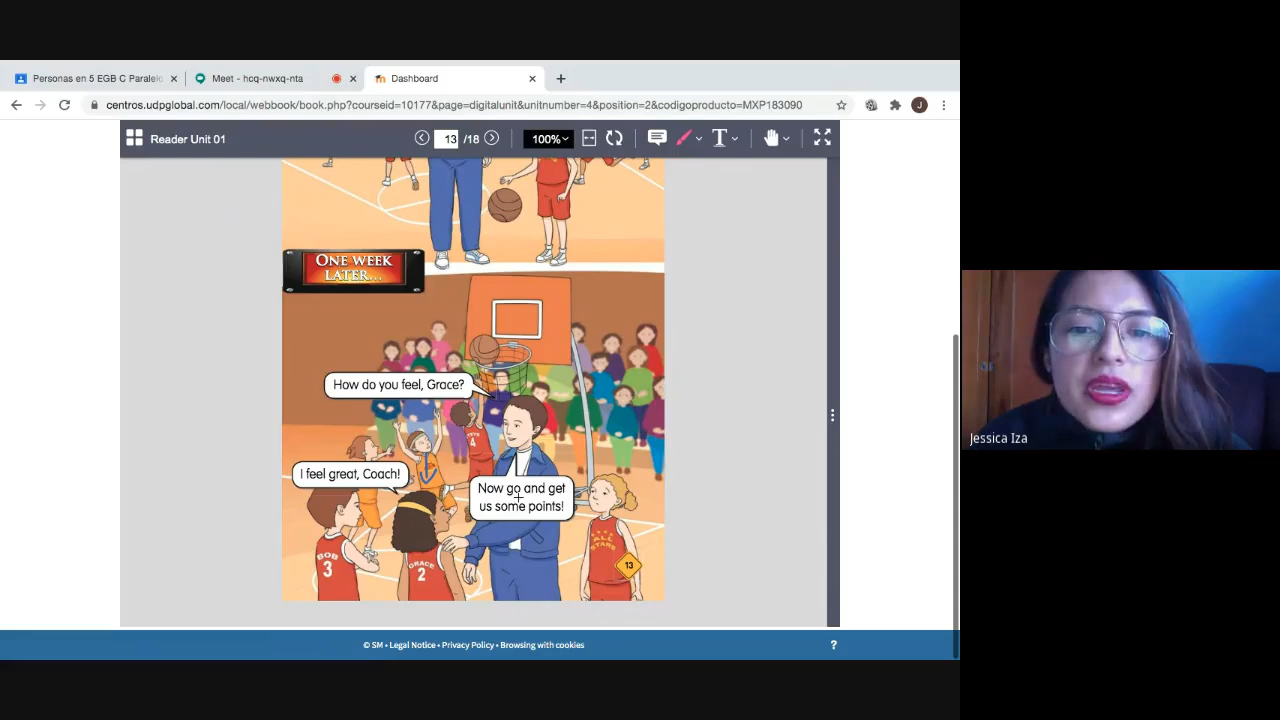 Personas en 5 EGB C Paralelo
Meet - hcq-nwxq-nta
Dashboard
centros.udpglobal.com/local/webbook/book.php?courseid=10177&page=digitalunit&unitnumber=4&position=2&codigoproducto=MXP183090
J
Reader Unit 01
13 /18
100%
T
ONE WEEK
LATER...
How do you feel, Grace?
4
I feel great, Coach!
Now go and get
us some points!
BOB
3
GRACE
2
ALL
STARS
13
Jessica Iza
© SM • Legal Notice • Privacy Policy • Browsing with cookies
?